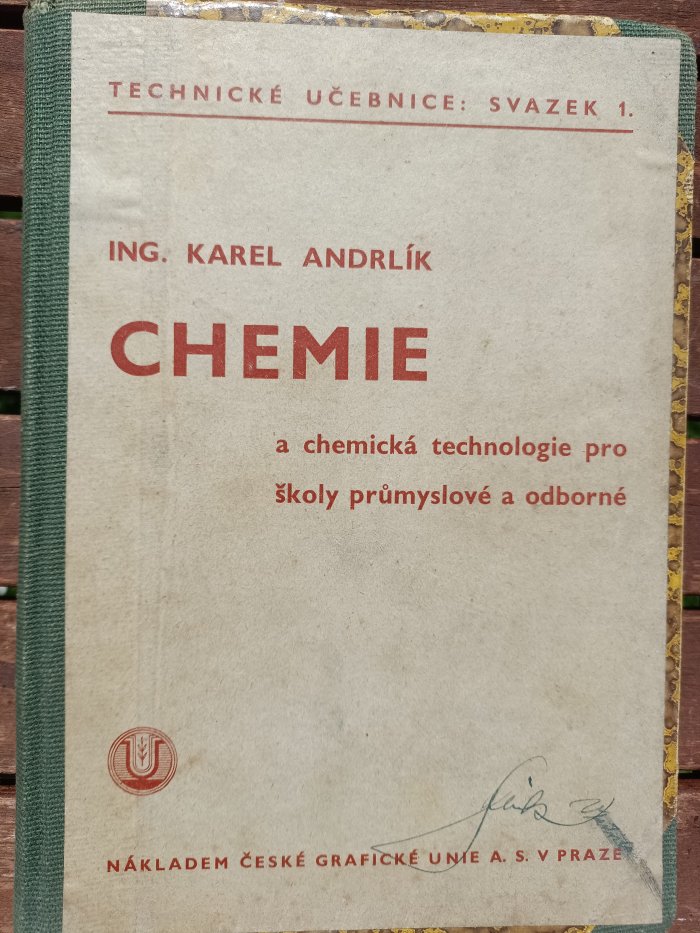 TECHNICKÉ UČEBNICE: SVAZEK 1.
ING. KAREL ANDRLÍK
CHEMIE
a chemická technologie pro
školy průmyslové a odborné
NÁKLADEM ČESKÉ GRAFICKÉ UNIE A. S. V PRAZE